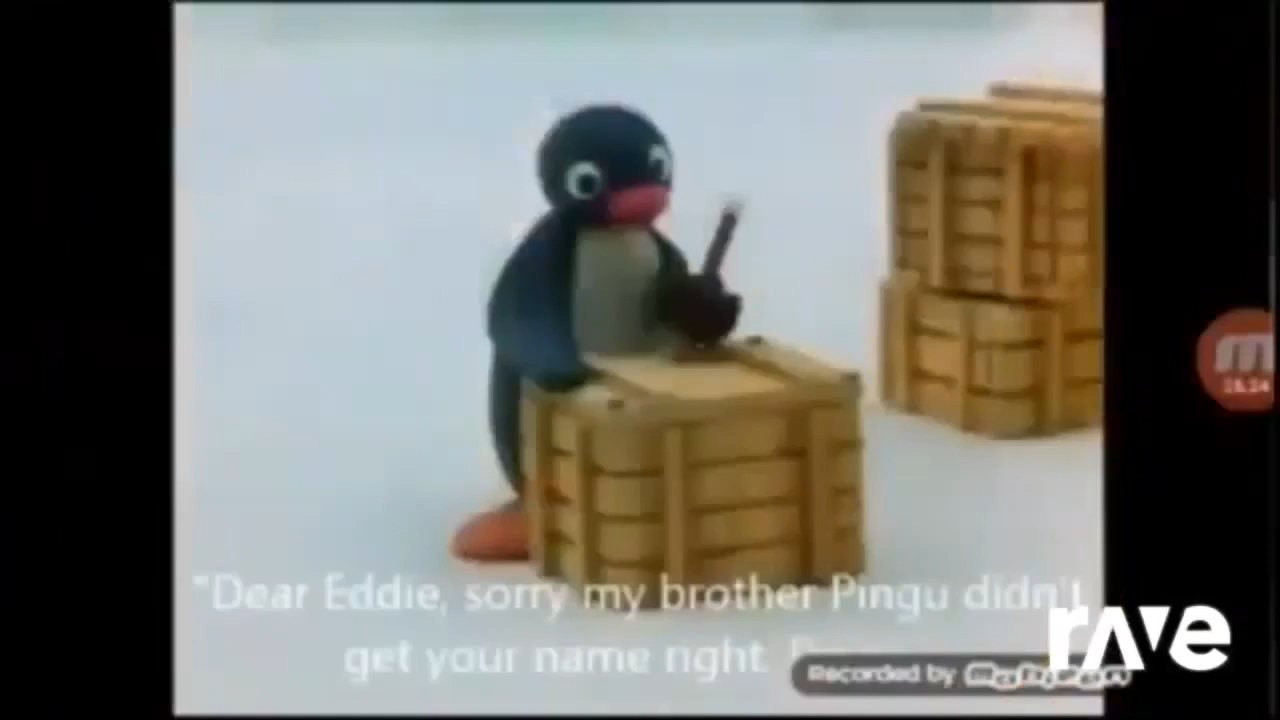 "Dear Eddie, sorry my brother Pingu didn't
get your name right.
Recorded by
rave